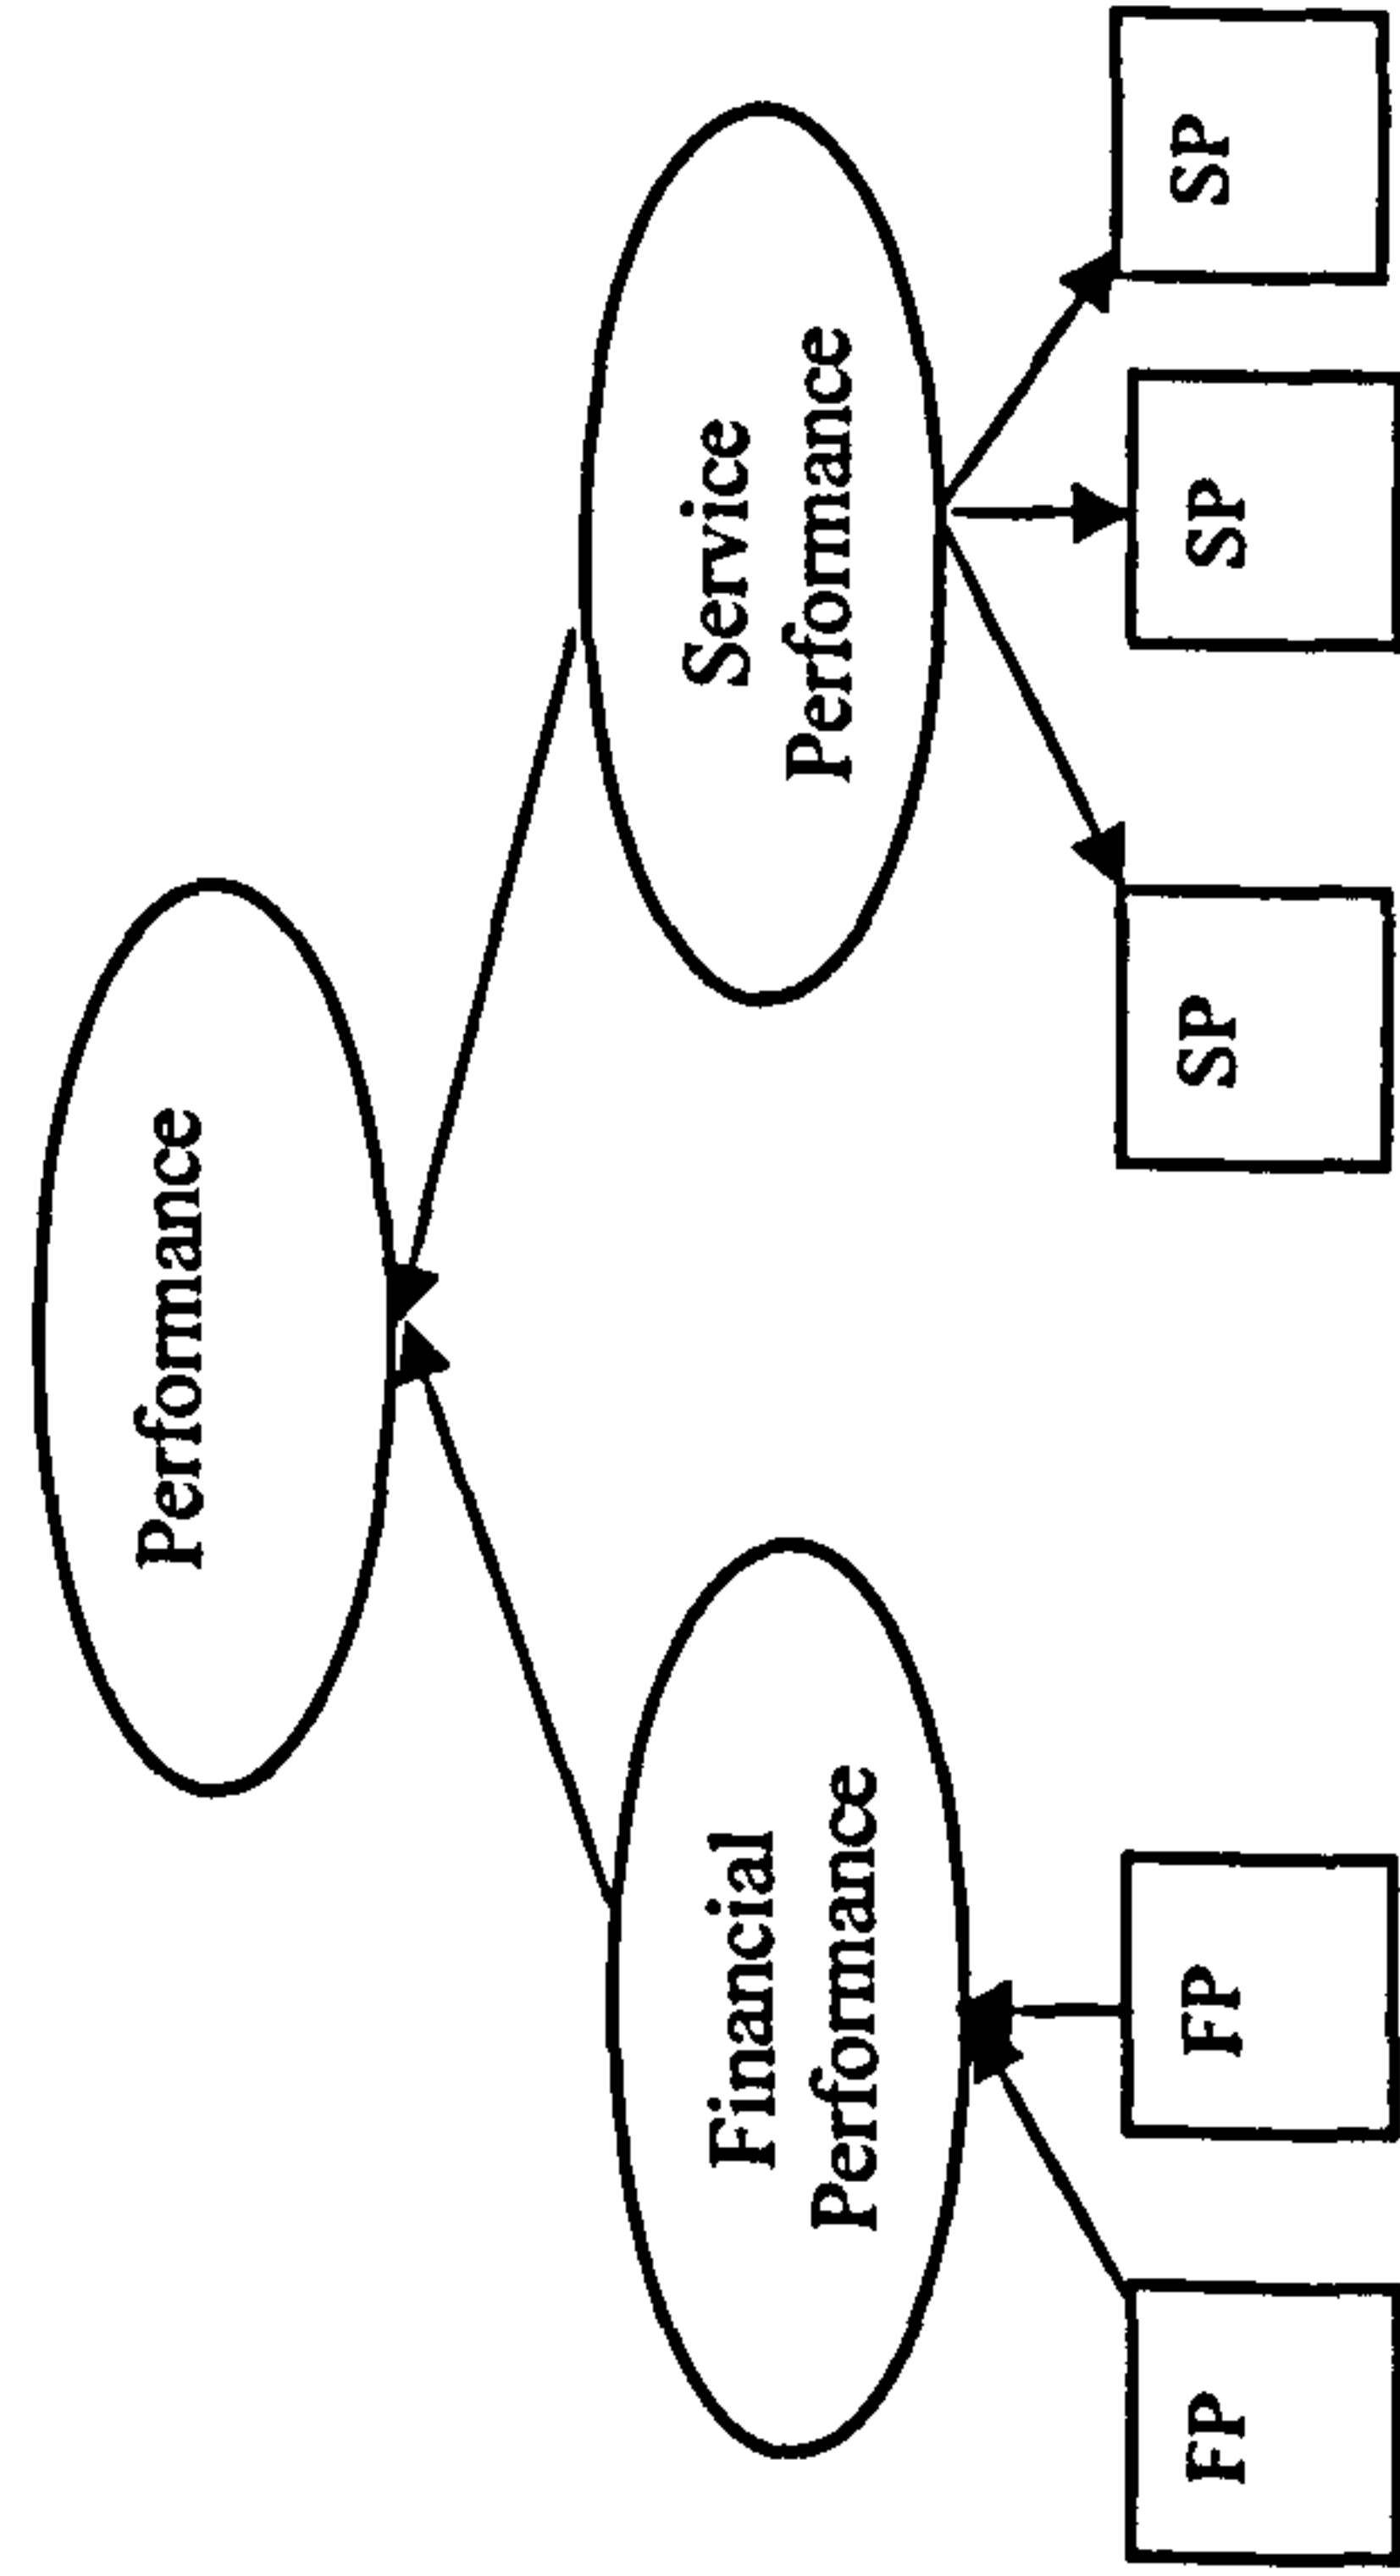 Performance
Financial
Performance
Service
Performance
FP
FP
SP
SP
SP